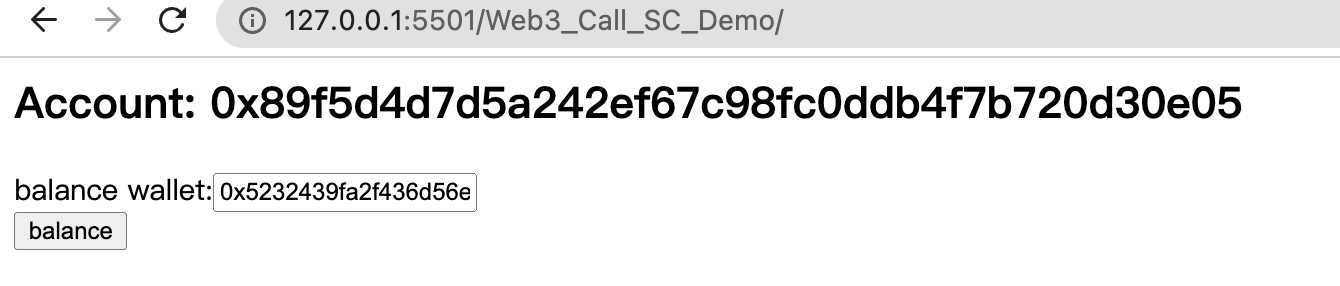 127.0.0.1:5501/Web3_Call_SC_Demo/
Account: 0x89f5d4d7d5a242ef67c98fc0ddb4f7b720d30e05
balance wallet: 0x5232439fa2f436d56e
balance